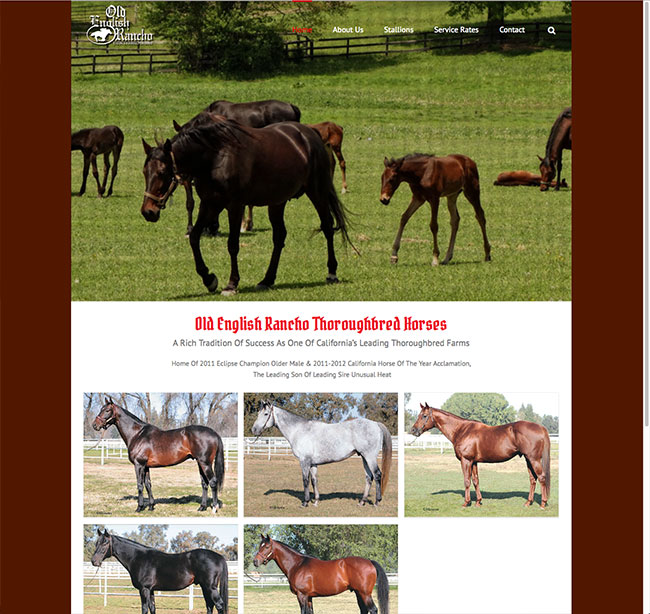 Old
English
Rancho
Home About Us Stallions Service Rates Contact
Old English Rancho Thoroughbred Horses
A Rich Tradition Of Success As One Of California's Leading Thoroughbred Farms
Home Of 2011 Eclipse Champion Older Male & 2011-2012 California Horse Of The Year Acclamation,
The Leading Son Of Leading Sire Unusual Heat